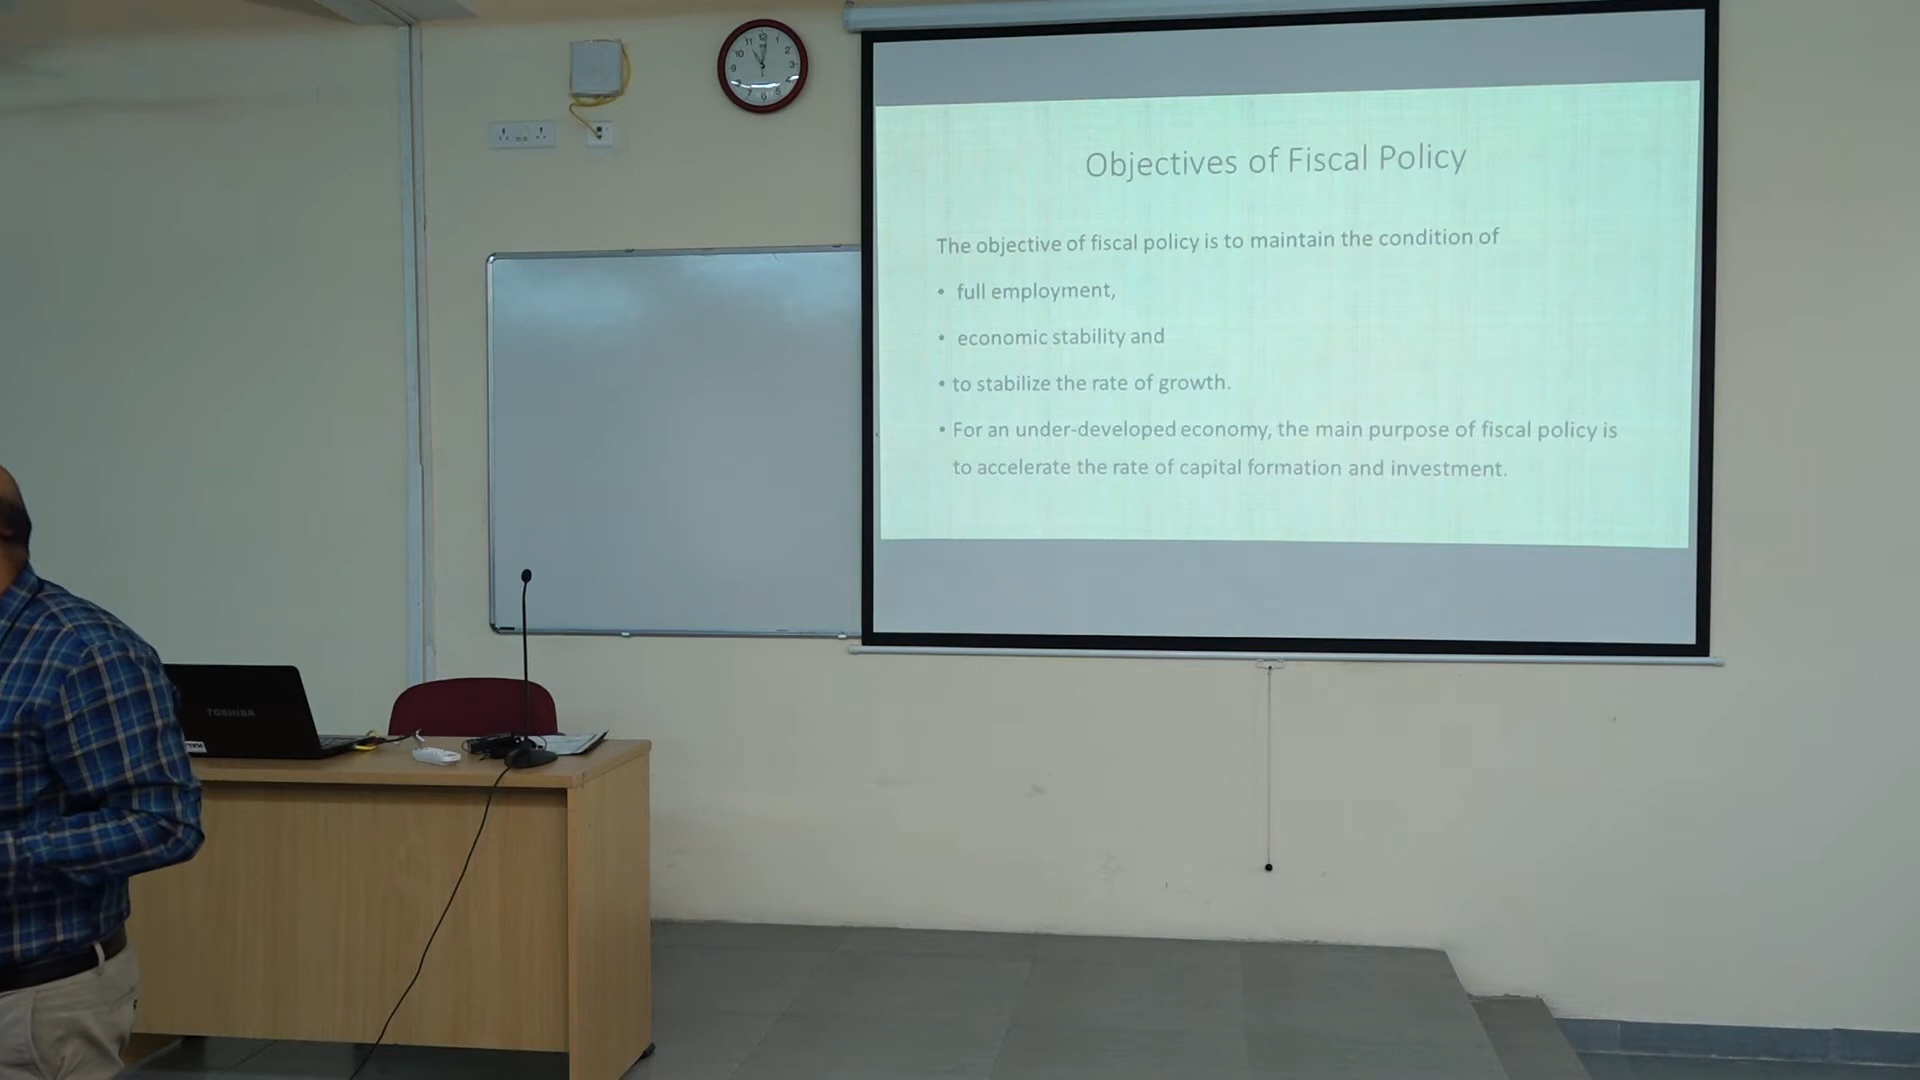 Objectives of Fiscal Policy
The objective of fiscal policy is to maintain the condition of
• full employment,
• economic stability and
• to stabilize the rate of growth.
• For an under-developed economy, the main purpose of fiscal policy is
to accelerate the rate of capital formation and investment.
TOSHIBA